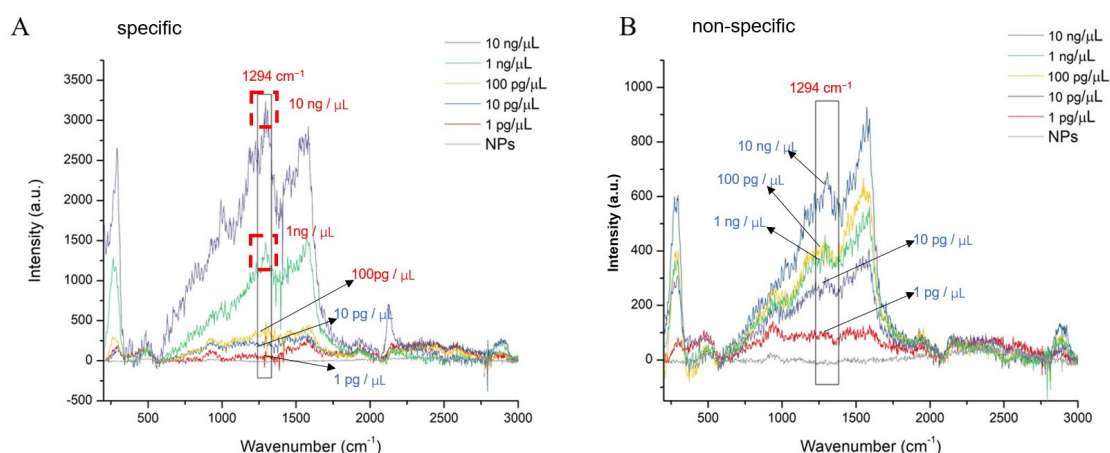 A
specific
10 ng/μL
1 ng/μL
100 pg/μL
10 pg/μL
1 pg/μL
NPs
1294 cm⁻¹
10 ng / μL
1ng / μL
100pg / μL
10 pg / μL
1 pg / μL
3500
3000
2500
2000
1500
1000
500
0
-500
Intensity (a.u.)
500
1000
1500
2000
2500
3000
Wavenumber (cm⁻¹)
B
non-specific
10 ng/μL
1 ng/μL
100 pg/μL
10 pg/μL
1 pg/μL
NPs
1294 cm⁻¹
10 ng / μL
100 pg / μL
1 ng / μL
10 pg / μL
1 pg / μL
1000
800
600
400
200
0
Intensity (a.u.)
500
1000
1500
2000
2500
3000
Wavenumber (cm⁻¹)